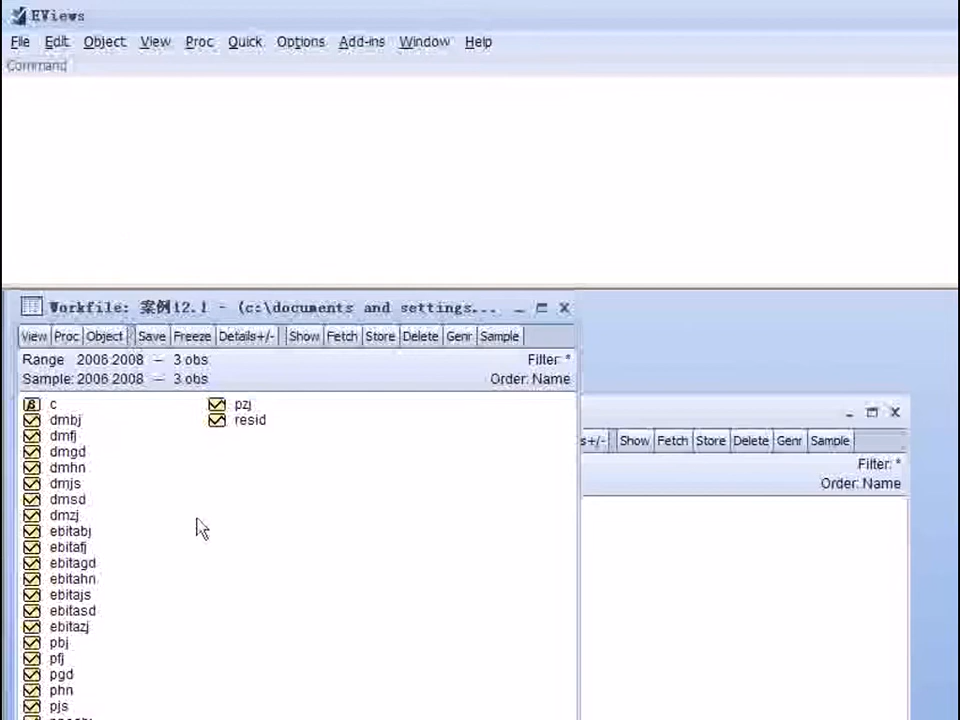 EViews
File Edit Object View Proc Quick Options Add-ins Window Help
Command
Workfile: 案例12.1 - (c:\documents and settings...
View Proc Object Save Freeze Details+/- Show Fetch Store Delete Genr Sample
Range 2006 2008 – 3 obs Filter: *
Sample: 2006 2008 – 3 obs Order: Name
c
dmbj
dmfj
dmgd
dmhn
dmjs
dmsd
dmzj
ebitabj
ebitafj
ebitagd
ebitahn
ebitajs
ebitasd
ebitazj
pbj
pfj
pgd
phn
pjs
pzj
resid
s+/- Show Fetch Store Delete Genr Sample
Filter: *
Order: Name